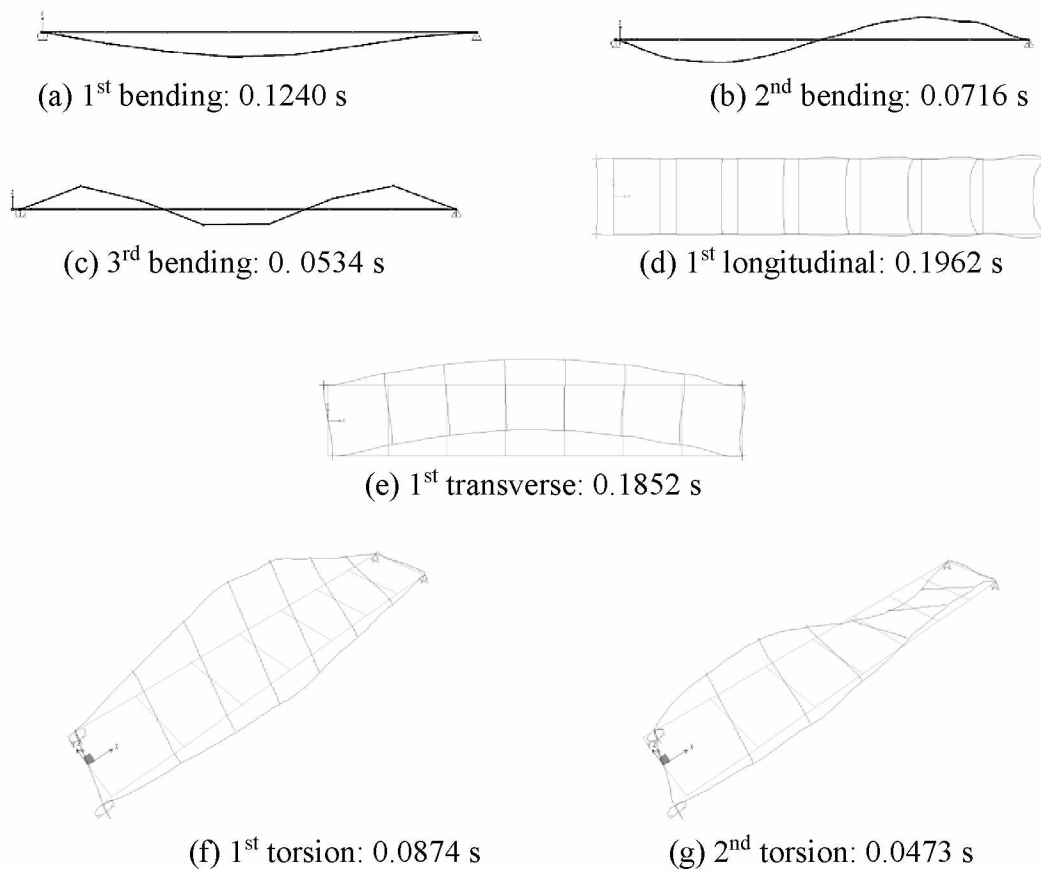 (a) 1st bending: 0.1240 s
(b) 2nd bending: 0.0716 s
(c) 3rd bending: 0. 0534 s
(d) 1st longitudinal: 0.1962 s
(e) 1st transverse: 0.1852 s
(f) 1st torsion: 0.0874 s
(g) 2nd torsion: 0.0473 s